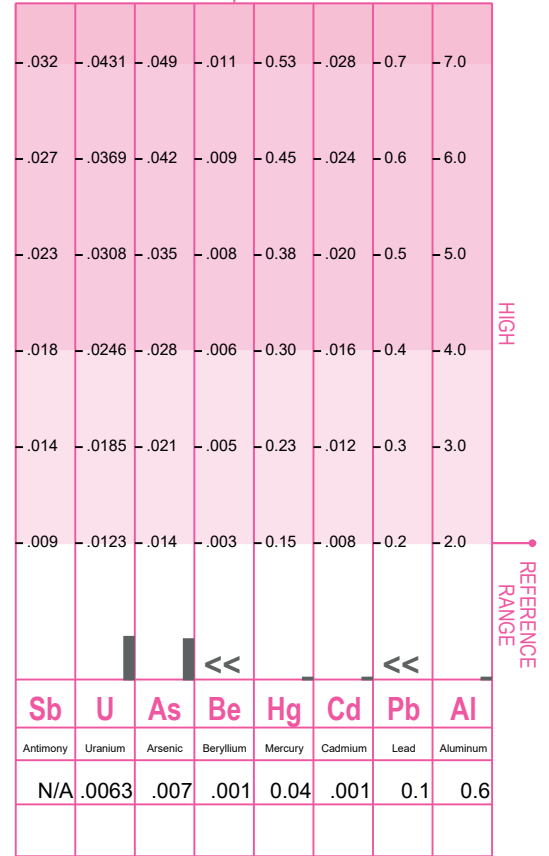 .032 .0431 .049 .011 0.53 .028 0.7 7.0
.027 .0369 .042 .009 0.45 .024 0.6 6.0
.023 .0308 .035 .008 0.38 .020 0.5 5.0
HIGH
.018 .0246 .028 .006 0.30 .016 0.4 4.0
.014 .0185 .021 .005 0.23 .012 0.3 3.0
.009 .0123 .014 .003 0.15 .008 0.2 2.0
REFERENCE
RANGE
<< <<
Sb U As Be Hg Cd Pb Al
Antimony Uranium Arsenic Beryllium Mercury Cadmium Lead Aluminum
N/A .0063 .007 .001 0.04 .001 0.1 0.6